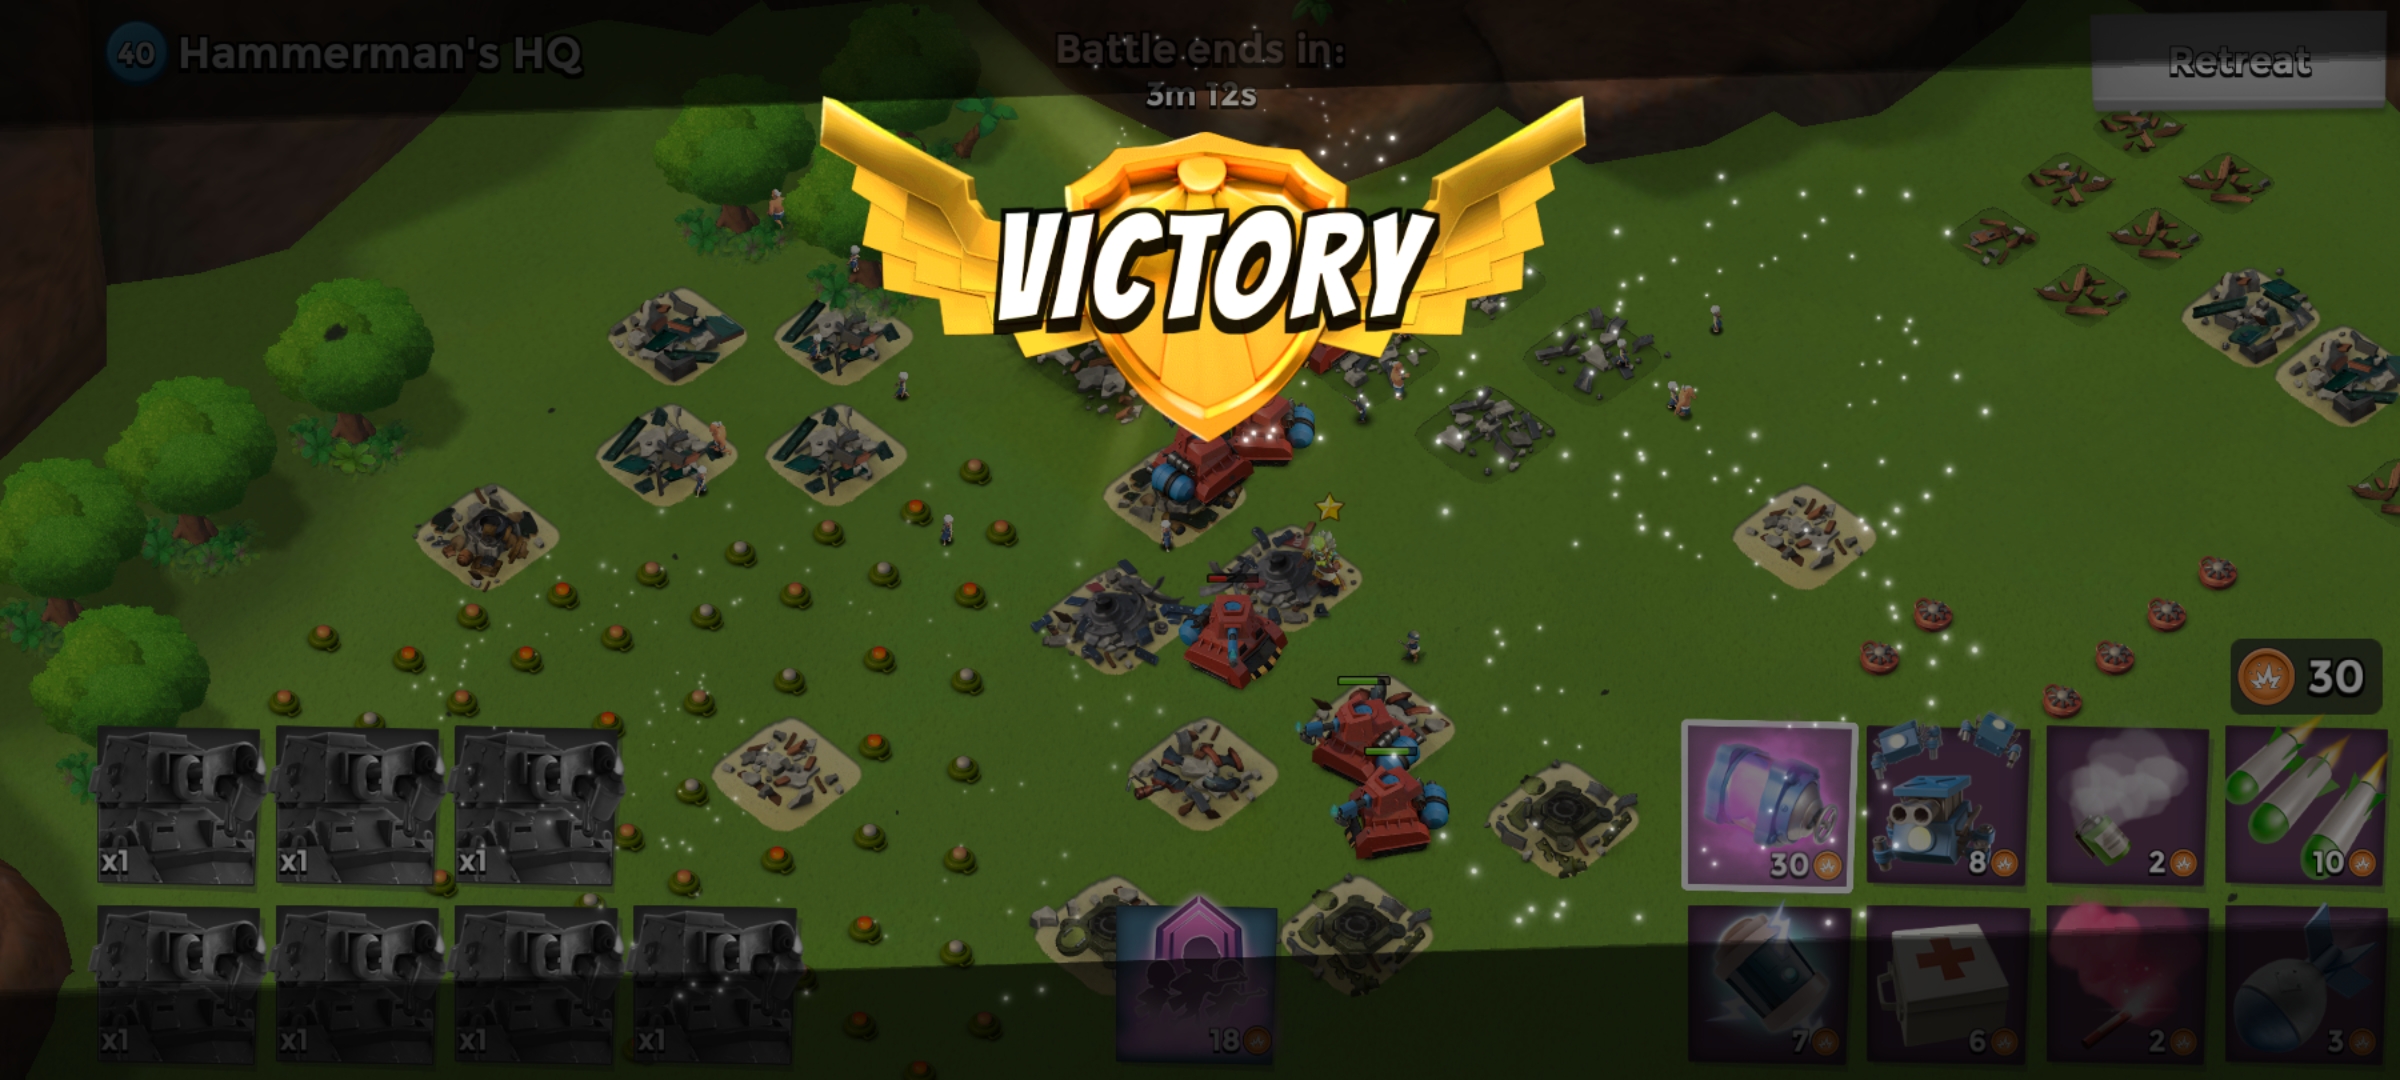 40 Hammerman's HQ
Battle ends in:
3m 12s
Retreat
VICTORY
30
x1 x1 x1
30 8 2 10
x1 x1 x1 x1
18
7 6 2 3